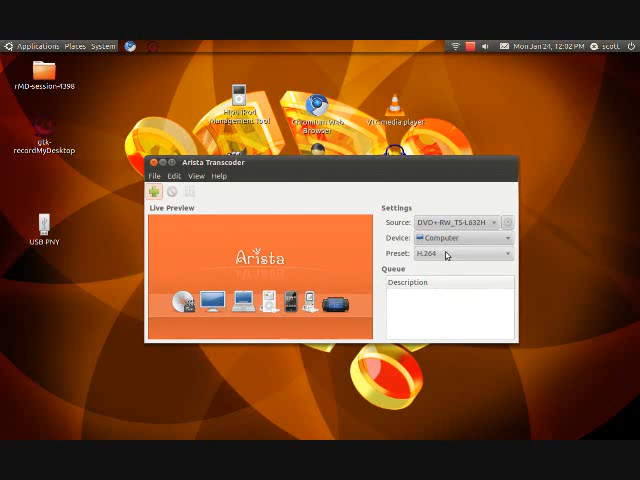 Applications Places System
Mon Jan 24, 12:02 PM scott
rMD-session-4398
gtk-recordMyDesktop
USB PNY
Management Tool
Chromium Web Browser
VLC media player
Arista Transcoder
File Edit View Help
Live Preview
Arista
Settings
Source: DVD+-RW_TS-L632H
Device: Computer
Preset: H.264
Queue
Description